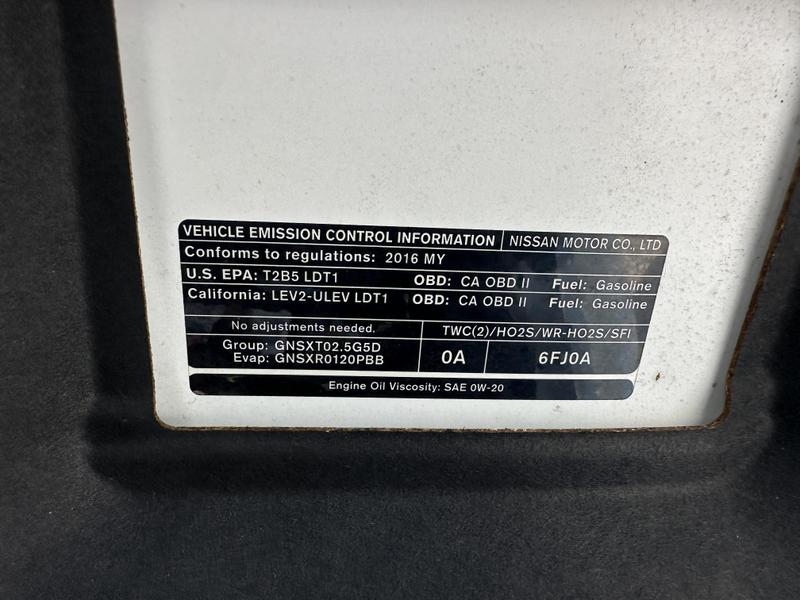 VEHICLE EMISSION CONTROL INFORMATION NISSAN MOTOR CO., LTD
Conforms to regulations: 2016 MY
U.S. EPA: T2B5 LDT1 OBD: CA OBD II Fuel: Gasoline
California: LEV2-ULEV LDT1 OBD: CA OBD II Fuel: Gasoline
No adjustments needed. TWC(2)/HO2S/WR-HO2S/SFI
Group: GNSXT02.5G5D
Evap: GNSXR0120PBB 0A 6FJ0A
Engine Oil Viscosity: SAE 0W-20